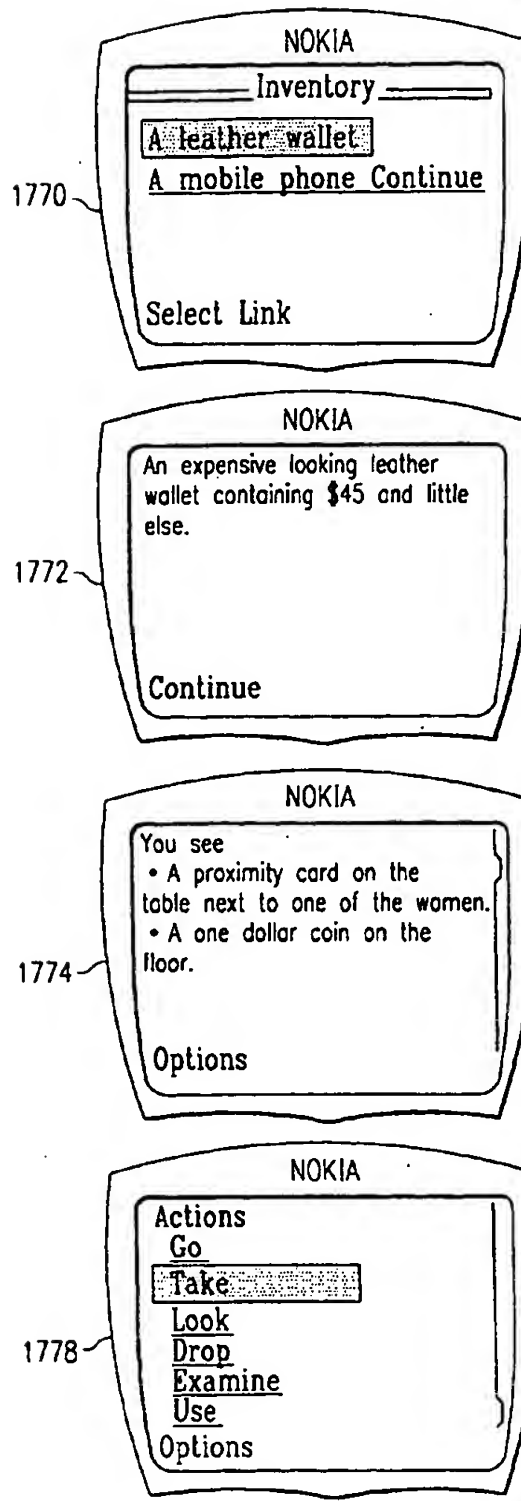 NOKIA
Inventory
A leather wallet
A mobile phone Continue
1770
Select Link
NOKIA
An expensive looking leather
wallet containing $45 and little
else.
1772
Continue
NOKIA
You see
• A proximity card on the
table next to one of the women.
• A one dollar coin on the
floor.
1774
Options
NOKIA
Actions
Go
Take
Look
Drop
Examine
Use
1778
Options